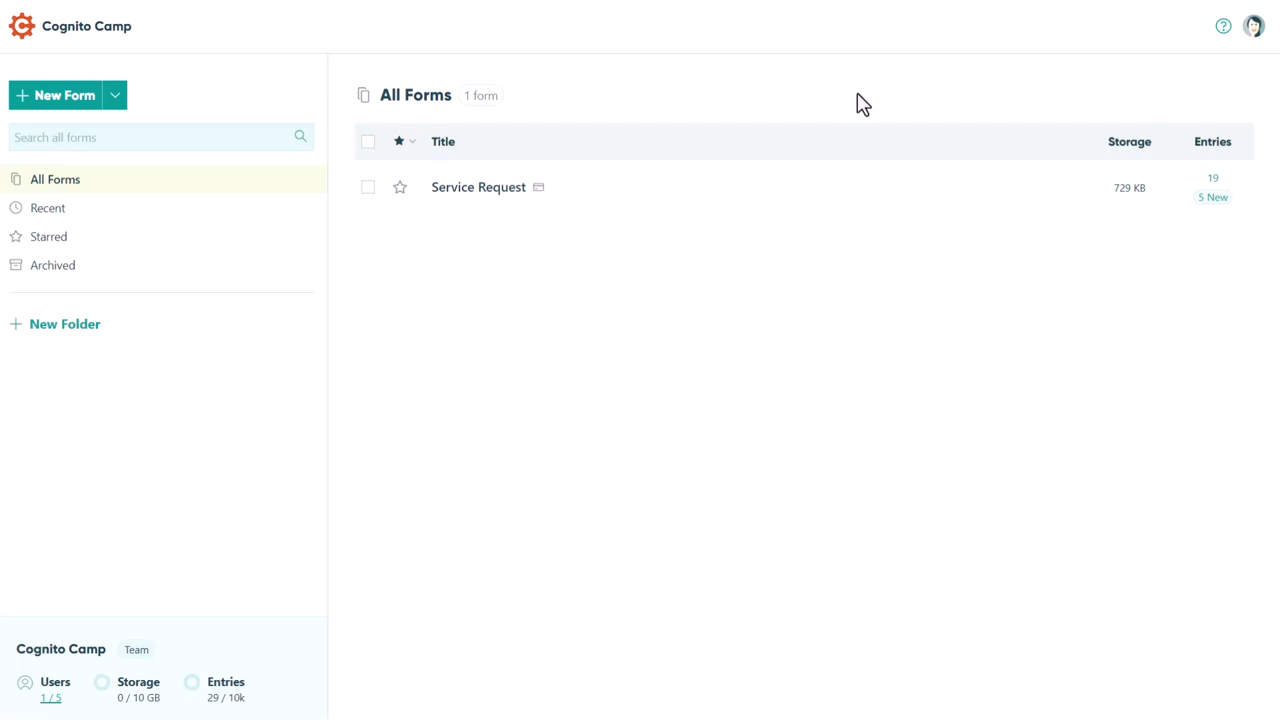 Cognito Camp
New Form
Search all forms
All Forms
Recent
Starred
Archived
New Folder
Cognito Camp Team
Users Storage Entries
1 / 5 0 / 10 GB 29 / 10k
All Forms 1 form
Title Storage Entries
Service Request 729 KB 19
5 New